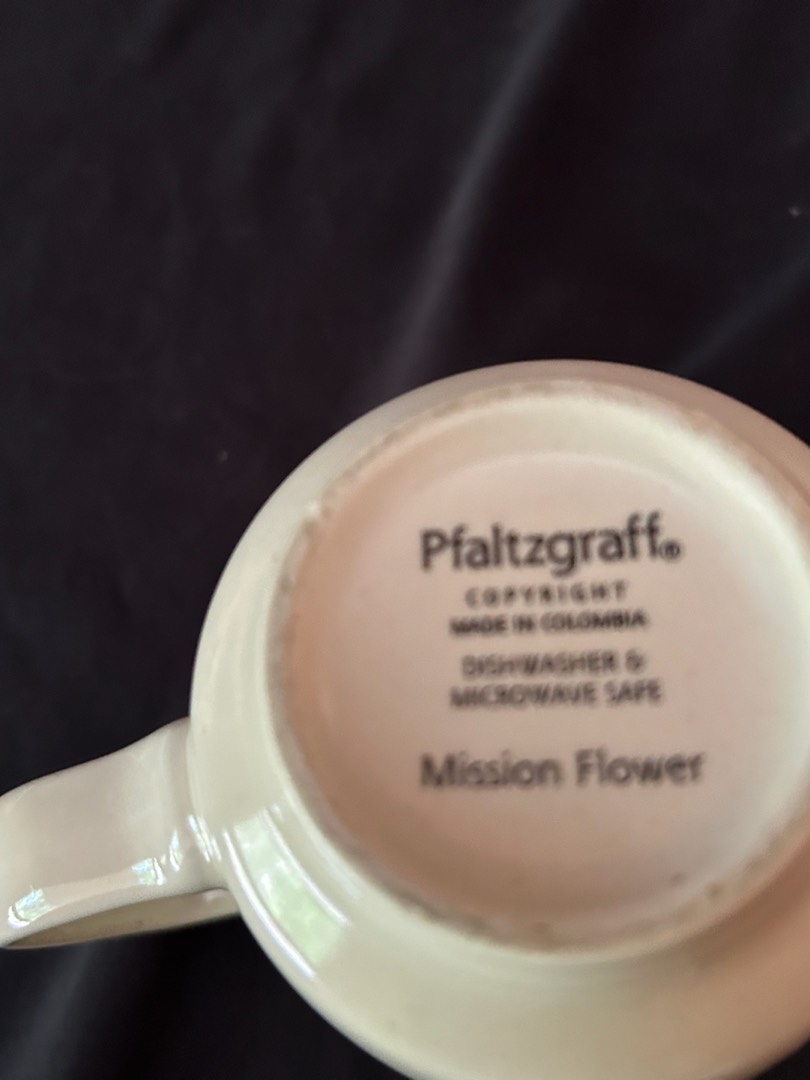 Pfaltzgraff®
COPYRIGHT
MADE IN COLOMBIA
DISHWASHER &
MICROWAVE SAFE
Mission Flower